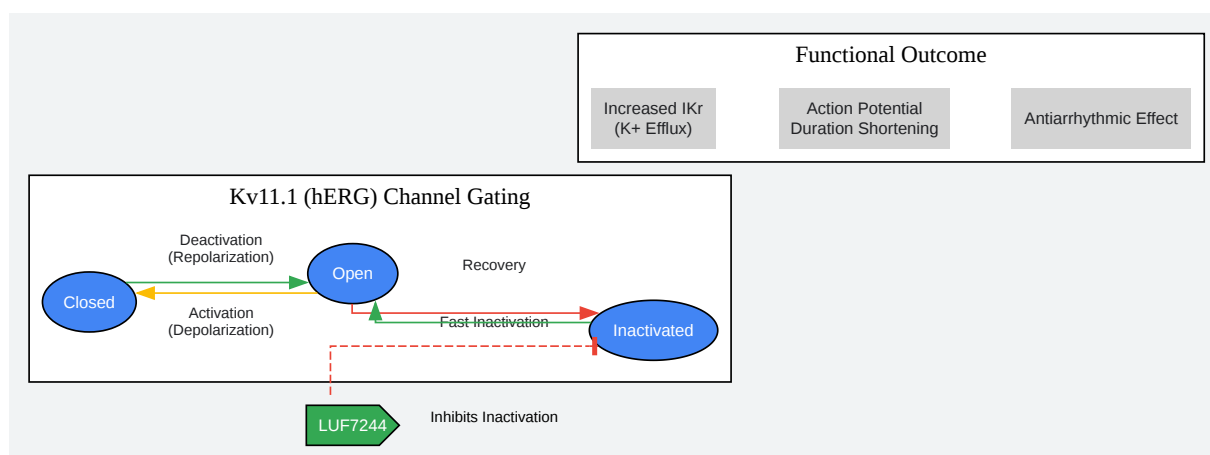 Functional Outcome
Increased IKr
(K+ Efflux)
Action Potential
Duration Shortening
Antiarrhythmic Effect
Kv11.1 (hERG) Channel Gating
Deactivation
(Repolarization)
Open
Recovery
Closed
Activation
(Depolarization)
Fast Inactivation
Inactivated
LUF7244
Inhibits Inactivation